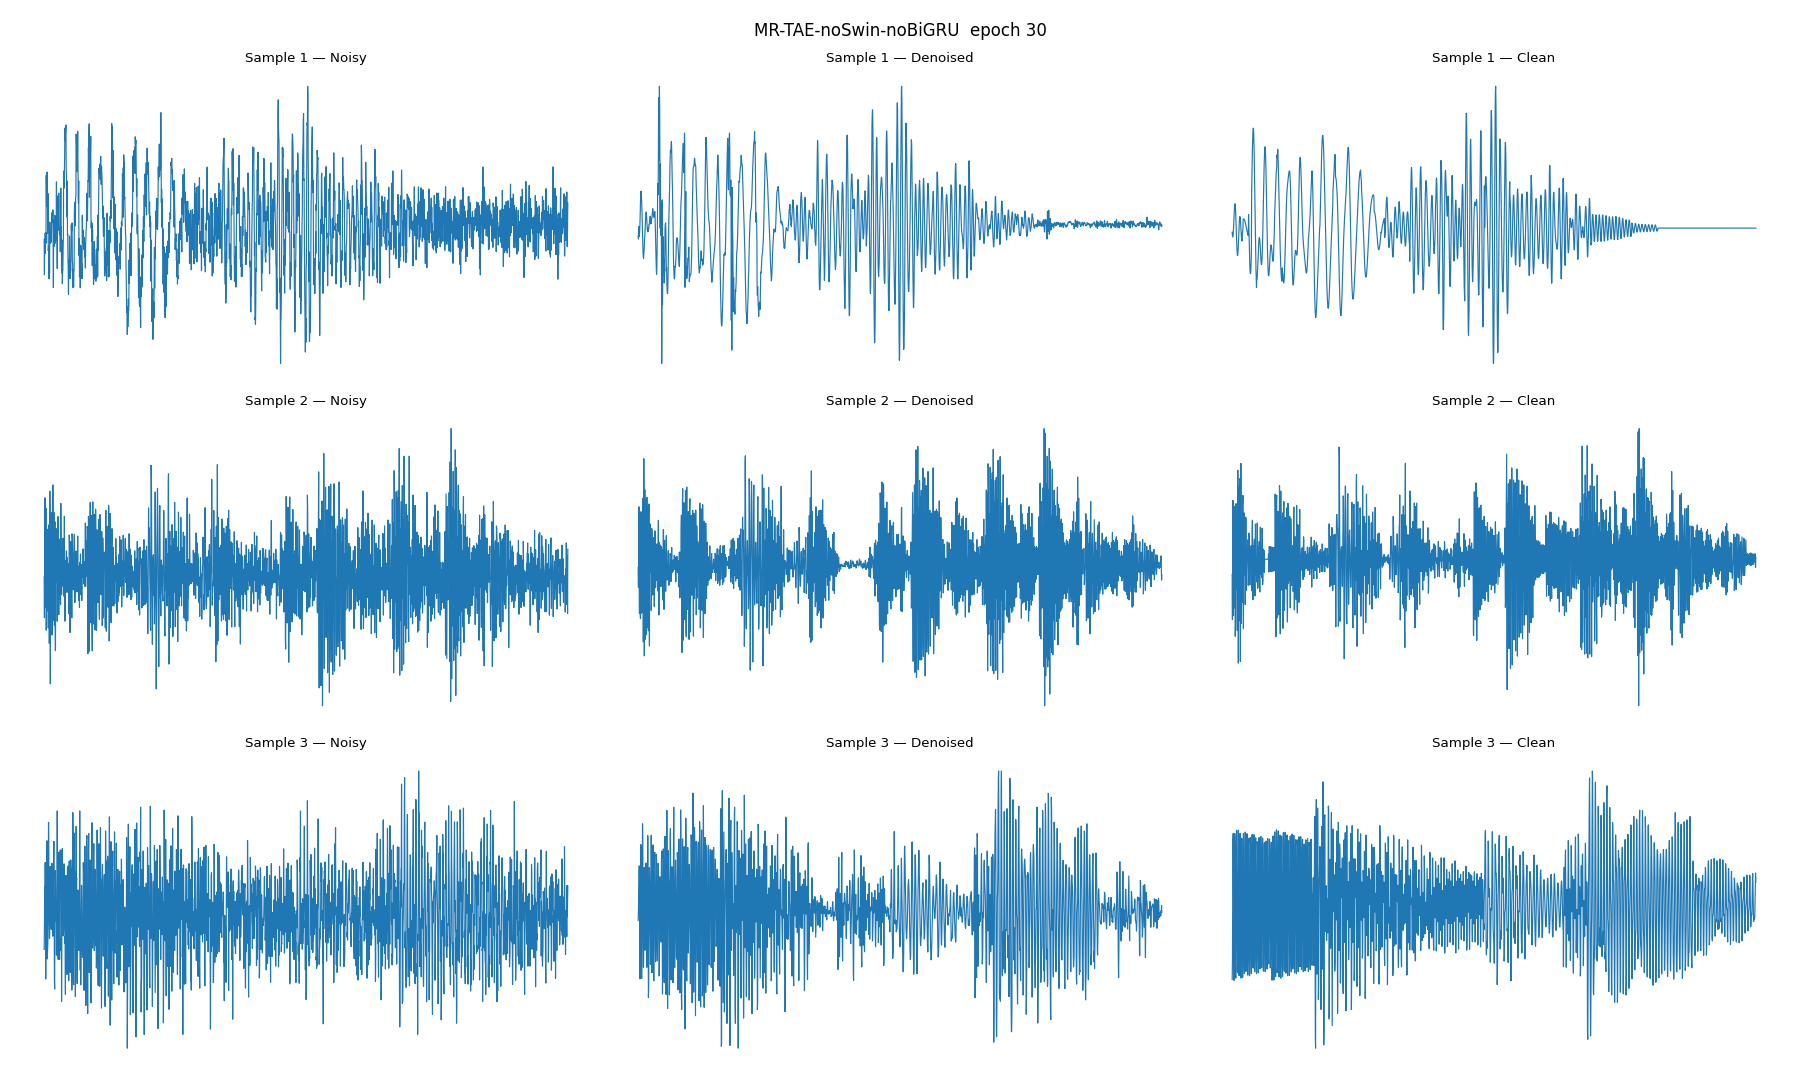 MR-TAE-noSwin-noBiGRU  epoch 30
Sample 1 — Noisy
Sample 1 — Denoised
Sample 1 — Clean
Sample 2 — Noisy
Sample 2 — Denoised
Sample 2 — Clean
Sample 3 — Noisy
Sample 3 — Denoised
Sample 3 — Clean